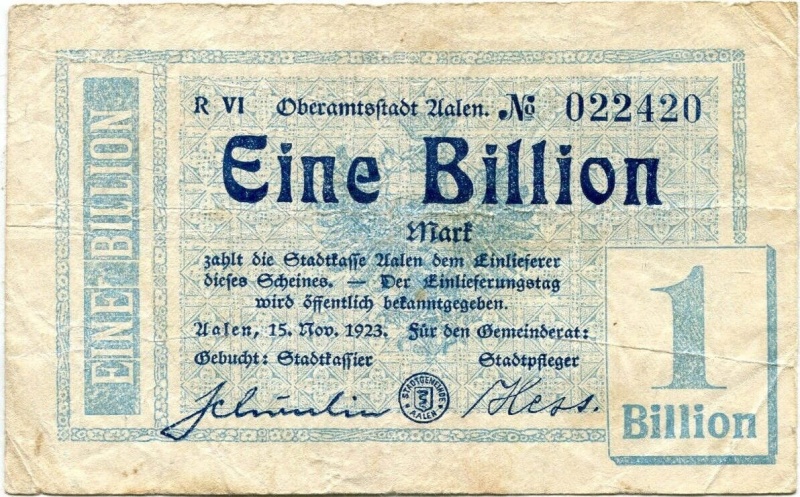 EINE BILLION
R VI Oberamtsstadt Aalen. No 022420
Eine Billion
Mark
zahlt die Stadtkasse Aalen dem Einlieferer
dieses Scheines. — Der Einlieferungstag
wird öffentlich bekanntgegeben.
Aalen, 15. Nov. 1923. Für den Gemeinderat:
Gebucht: Stadtkassier Stadtpfleger
STADTGEMEINDE AALEN
Hess.
1
Billion